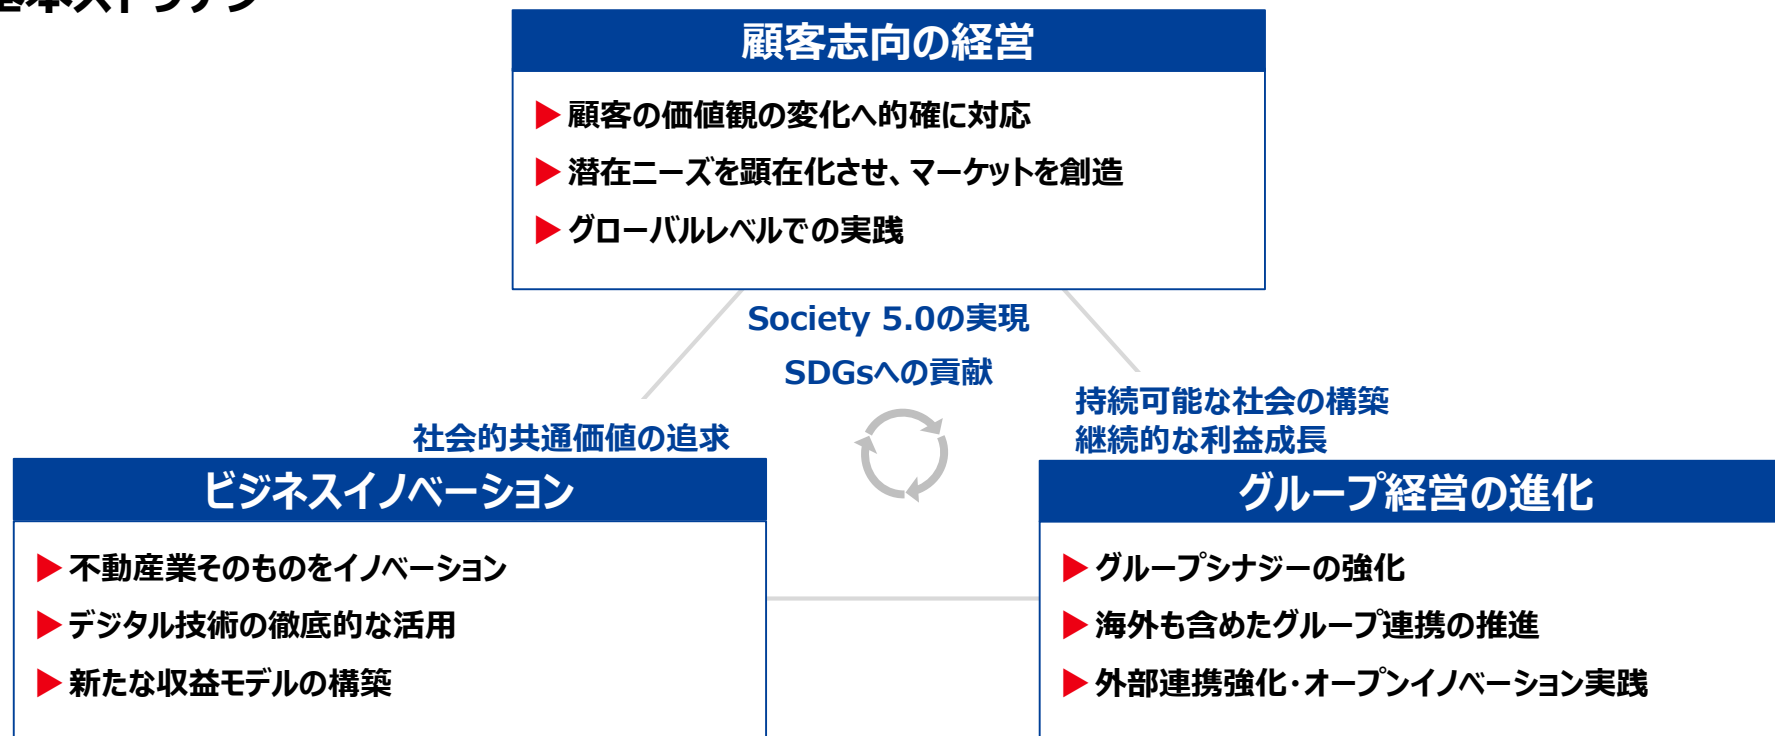 顧客志向の経営
▶顧客の価値観の変化へ的確に対応
▶潜在ニーズを顕在化させ、マーケットを創造
▶グローバルレベルでの実践
Society 5.0の実現
SDGsへの貢献
社会的共通価値の追求
持続可能な社会の構築
継続的な利益成長
ビジネスイノベーション
▶不動産業そのものをイノベーション
▶デジタル技術の徹底的な活用
▶新たな収益モデルの構築
グループ経営の進化
▶グループシナジーの強化
▶海外も含めたグループ連携の推進
▶外部連携強化・オープンイノベーション実践